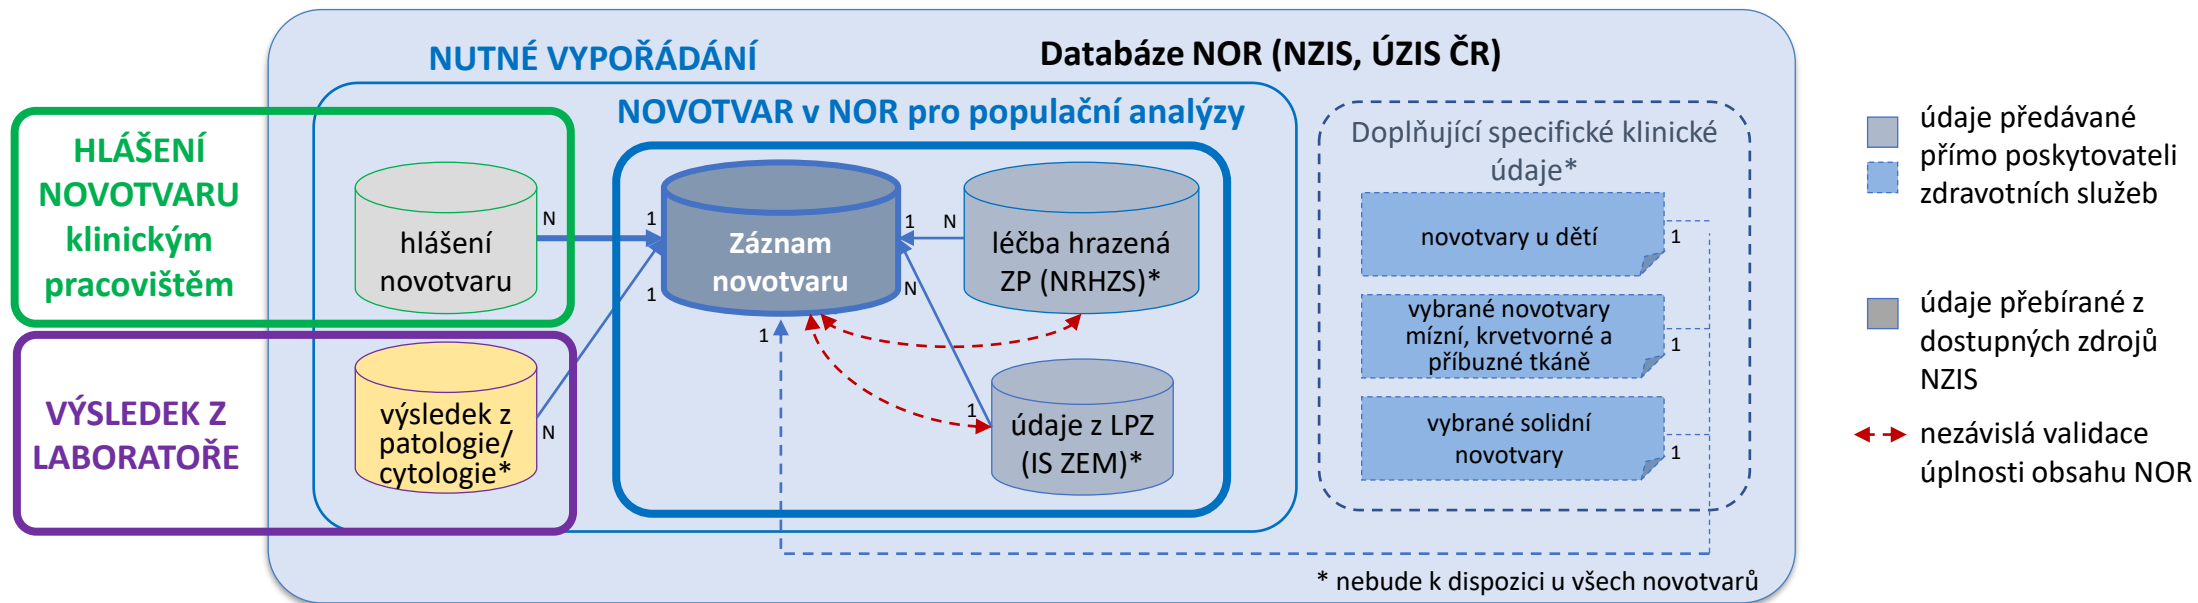 NUTNÉ VYPOŘÁDÁNÍ
Databáze NOR (NZIS, ÚZIS ČR)
NOVOTVAR v NOR pro populační analýzy
HLÁŠENÍ
NOVOTVARU
klinickým
pracovištěm
hlášení
novotvaru
N
1
Záznam
novotvaru
1
N
léčba hrazená
ZP (NRHZS)*
VÝSLEDEK Z
LABORATOŘE
výsledek z
patologie/
cytologie*
N
1
N
1
údaje z LPZ
(IS ZEM)*
1
Doplňující specifické klinické
údaje*
novotvary u dětí
1
vybrané novotvary
mízní, krvetvorné a
příbuzné tkáně
1
vybrané solidní
novotvary
1
* nebude k dispozici u všech novotvarů
údaje předávané
přímo poskytovateli
zdravotních služeb
údaje přebírané z
dostupných zdrojů
NZIS
nezávislá validace
úplnosti obsahu NOR